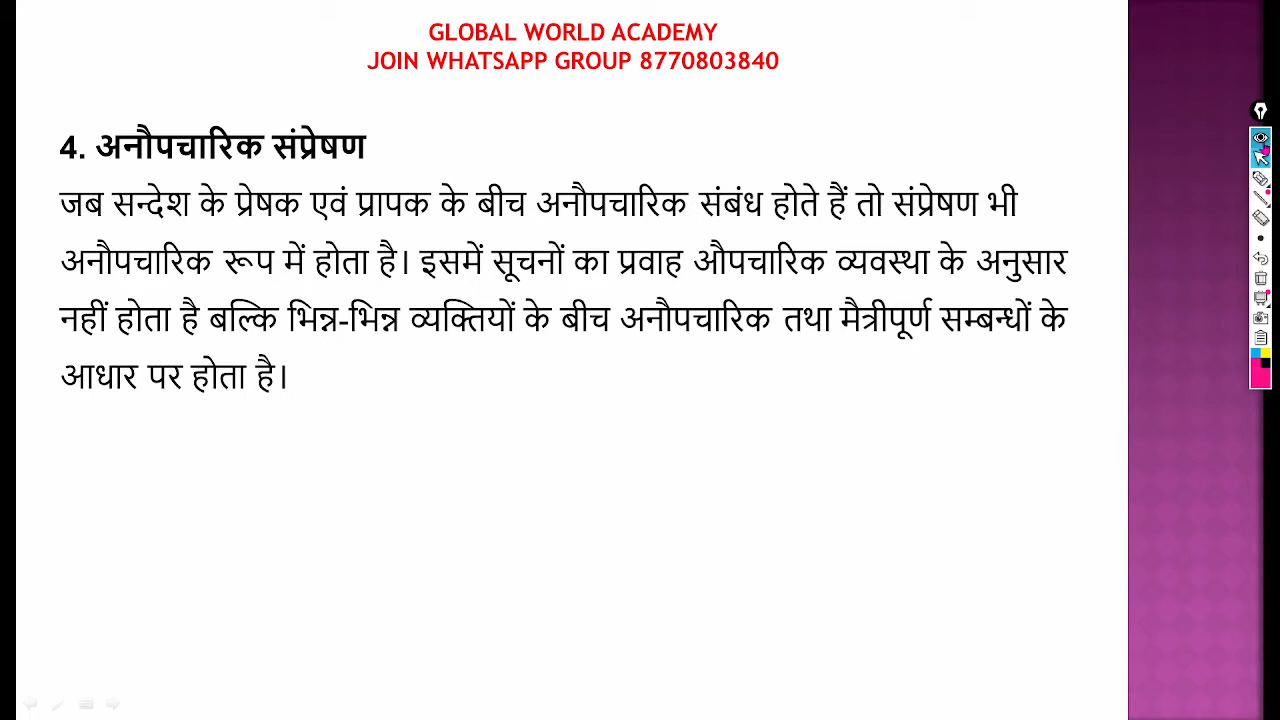 GLOBAL WORLD ACADEMY
JOIN WHATSAPP GROUP 8770803840
4. अनौपचारिक संप्रेषण
जब सन्देश के प्रेषक एवं प्रापक के बीच अनौपचारिक संबंध होते हैं तो संप्रेषण भी
अनौपचारिक रूप में होता है। इसमें सूचनों का प्रवाह औपचारिक व्यवस्था के अनुसार
नहीं होता है बल्कि भिन्न-भिन्न व्यक्तियों के बीच अनौपचारिक तथा मैत्रीपूर्ण सम्बन्धों के
आधार पर होता है।